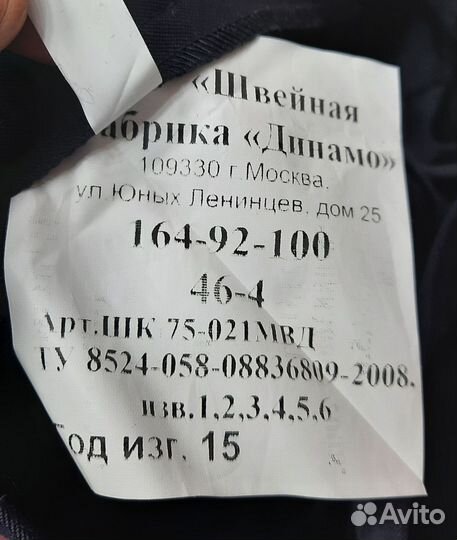 «Швейная
абрика «Динамо»
109330 г.Москва.
ул.Юных Ленинцев, дом 25
164-92-100
46-4
Арт.ШК 75-021МВД
ТУ 8524-058-08836809-2008.
изв.1,2,3,4,5,6
Год изг. 15
Avito